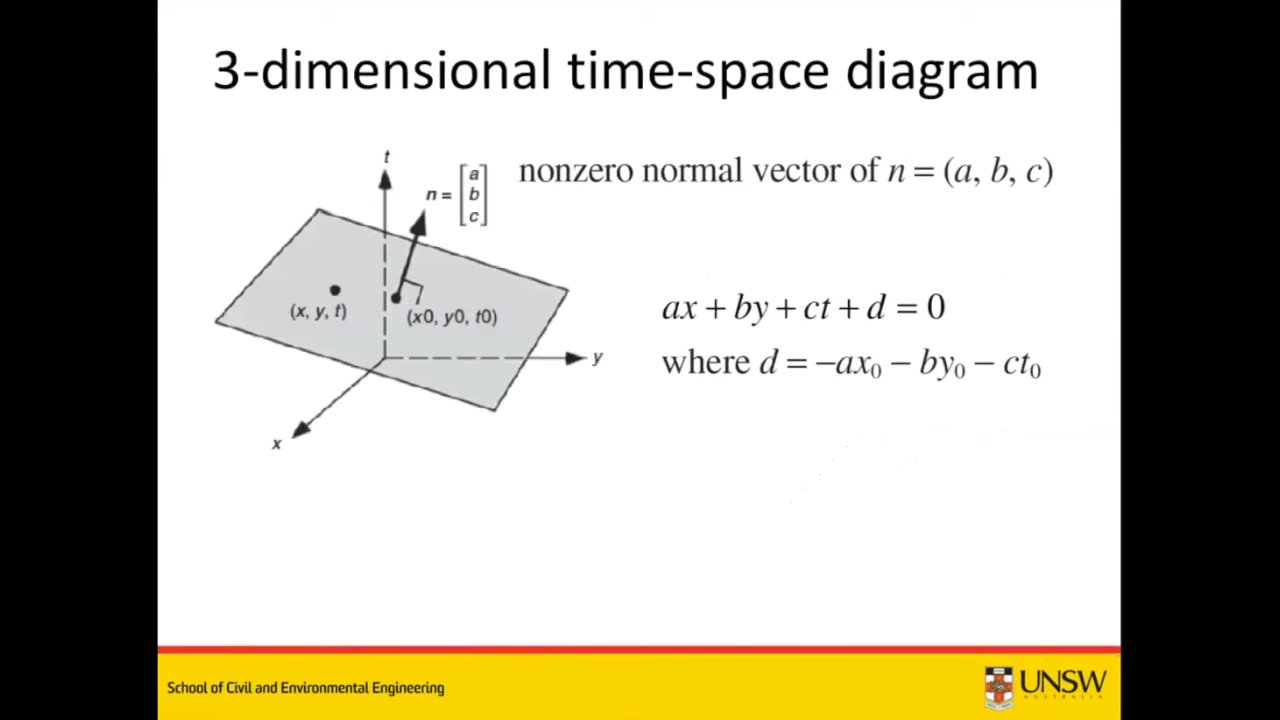 3-dimensional time-space diagram
t
n = [a b c]
nonzero normal vector of n = (a, b, c)
(x, y, t)
(x0, y0, t0)
y
x
ax + by + ct + d = 0
where d = −ax₀ − by₀ − ct₀
School of Civil and Environmental Engineering
UNSW
AUSTRALIA